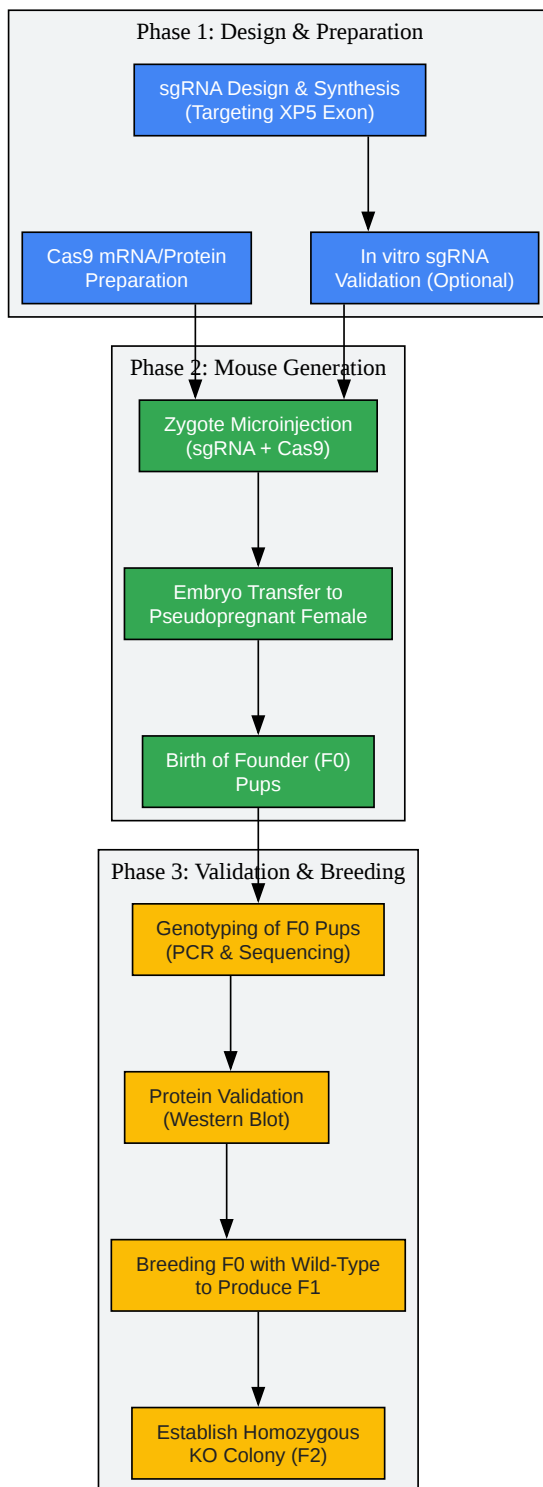 Phase 1: Design & Preparation
sgRNA Design & Synthesis
(Targeting XP5 Exon)
Cas9 mRNA/Protein
Preparation
In vitro sgRNA
Validation (Optional)
Phase 2: Mouse Generation
Zygote Microinjection
(sgRNA + Cas9)
Embryo Transfer to
Pseudopregnant Female
Birth of Founder (F0)
Pups
Phase 3: Validation & Breeding
Genotyping of F0 Pups
(PCR & Sequencing)
Protein Validation
(Western Blot)
Breeding F0 with Wild-Type
to Produce F1
Establish Homozygous
KO Colony (F2)